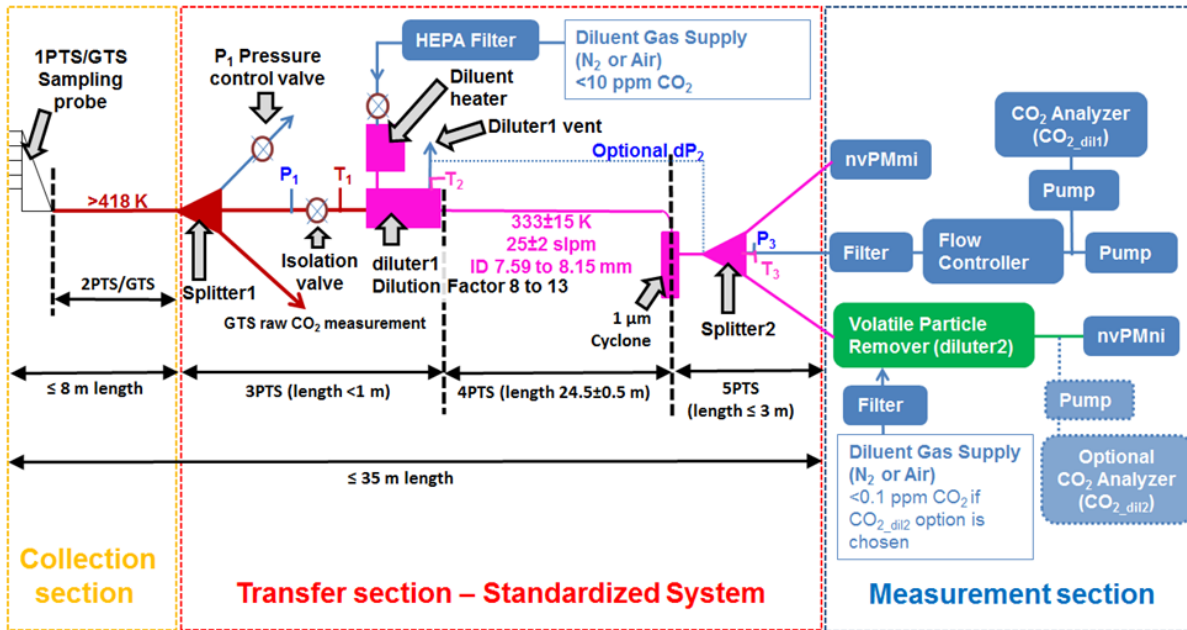 1PTS/GTS
Sampling
probe
P1 Pressure
control valve
HEPA Filter
Diluent Gas Supply
(N2 or Air)
<10 ppm CO2
Diluent
heater
Diluter1 vent
Optional dP2
CO2 Analyzer
(CO2_dil1)
nvPMmi
Pump
>418 K
P1
T1
T2
333±15 K
25±2 slpm
ID 7.59 to 8.15 mm
P3
T3
Filter
Flow
Controller
Pump
2PTS/GTS
Splitter1
Isolation
valve
diluter1
Dilution Factor 8 to 13
GTS raw CO2 measurement
1 µm
Cyclone
Splitter2
Volatile Particle
Remover (diluter2)
nvPMni
≤ 8 m length
3PTS (length <1 m)
4PTS (length 24.5±0.5 m)
5PTS
(length ≤ 3 m)
Filter
Pump
≤ 35 m length
Diluent Gas Supply
(N2 or Air)
<0.1 ppm CO2 if
CO2_dil2 option is
chosen
Optional
CO2 Analyzer
(CO2_dil2)
Collection
section
Transfer section – Standardized System
Measurement section